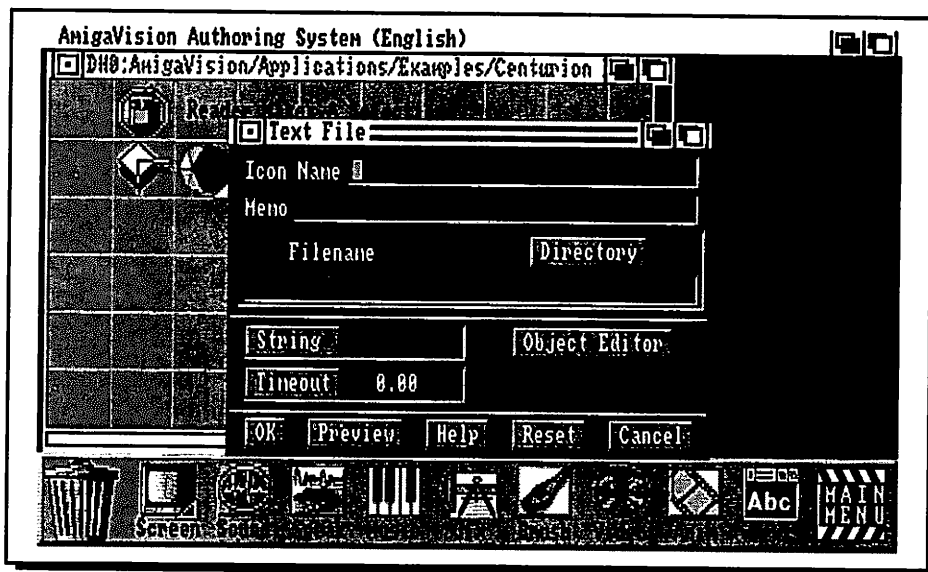 AmigaVision Authoring System (English)
DH0:AmigaVision/Applications/Examples/Centurion
Text File
Icon Name
Memo
Filename Directory
String Object Editor
Timeout 0.00
OK Preview Help Reset Cancel
Screen
Abc
MAIN
MENU